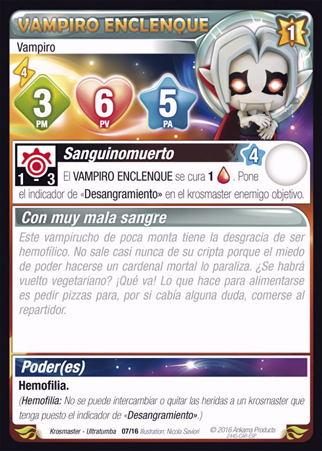 VAMPIRO ENCLENQUE
1
Vampiro
4
3 6 5
PM PV PA
Sanguinomuerto
4
1 - 3
El VAMPIRO ENCLENQUE se cura 1 . Pone
el indicador de «Desangramiento» en el krosmaster enemigo objetivo.
Con muy mala sangre
Este vampirucho de poca monta tiene la desgracia de ser
hemofílico. No sale casi nunca de su cripta porque el miedo
de poder hacerse un cardenal mortal lo paraliza. ¿Se habrá
vuelto vegetariano? ¡Qué va! Lo que hace para alimentarse
es pedir pizzas para, por si cabía alguna duda, comerse al
repartidor.
Poder(es)
Hemofilia.
(Hemofilia: No se puede intercambiar o quitar las heridas a un krosmaster que
tenga puesto el indicador de «Desangramiento».)
Krosmaster - Ultratumba 07/16 Illustration: Nicola Saviori
© 2016 Ankama Products